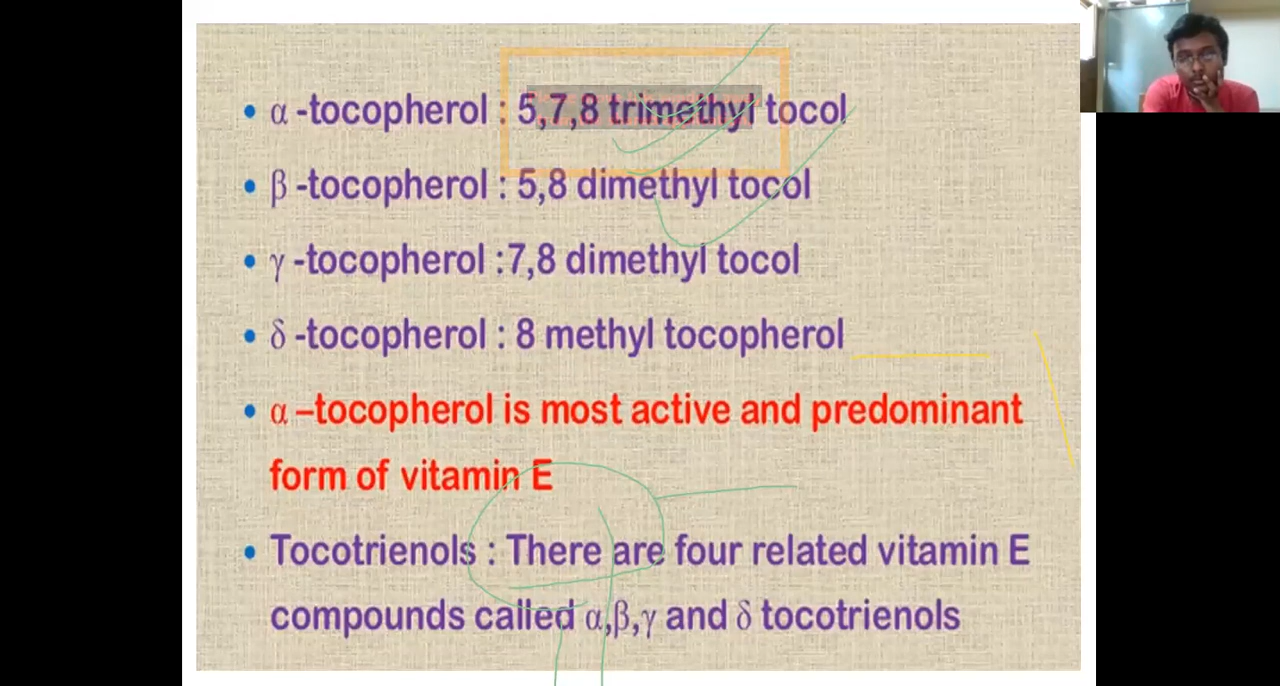 • α -tocopherol : 5,7,8 trimethyl tocol
• β -tocopherol : 5,8 dimethyl tocol
• γ -tocopherol :7,8 dimethyl tocol
• δ -tocopherol : 8 methyl tocopherol
• α –tocopherol is most active and predominant
form of vitamin E
• Tocotrienols : There are four related vitamin E
compounds called α,β,γ and δ tocotrienols